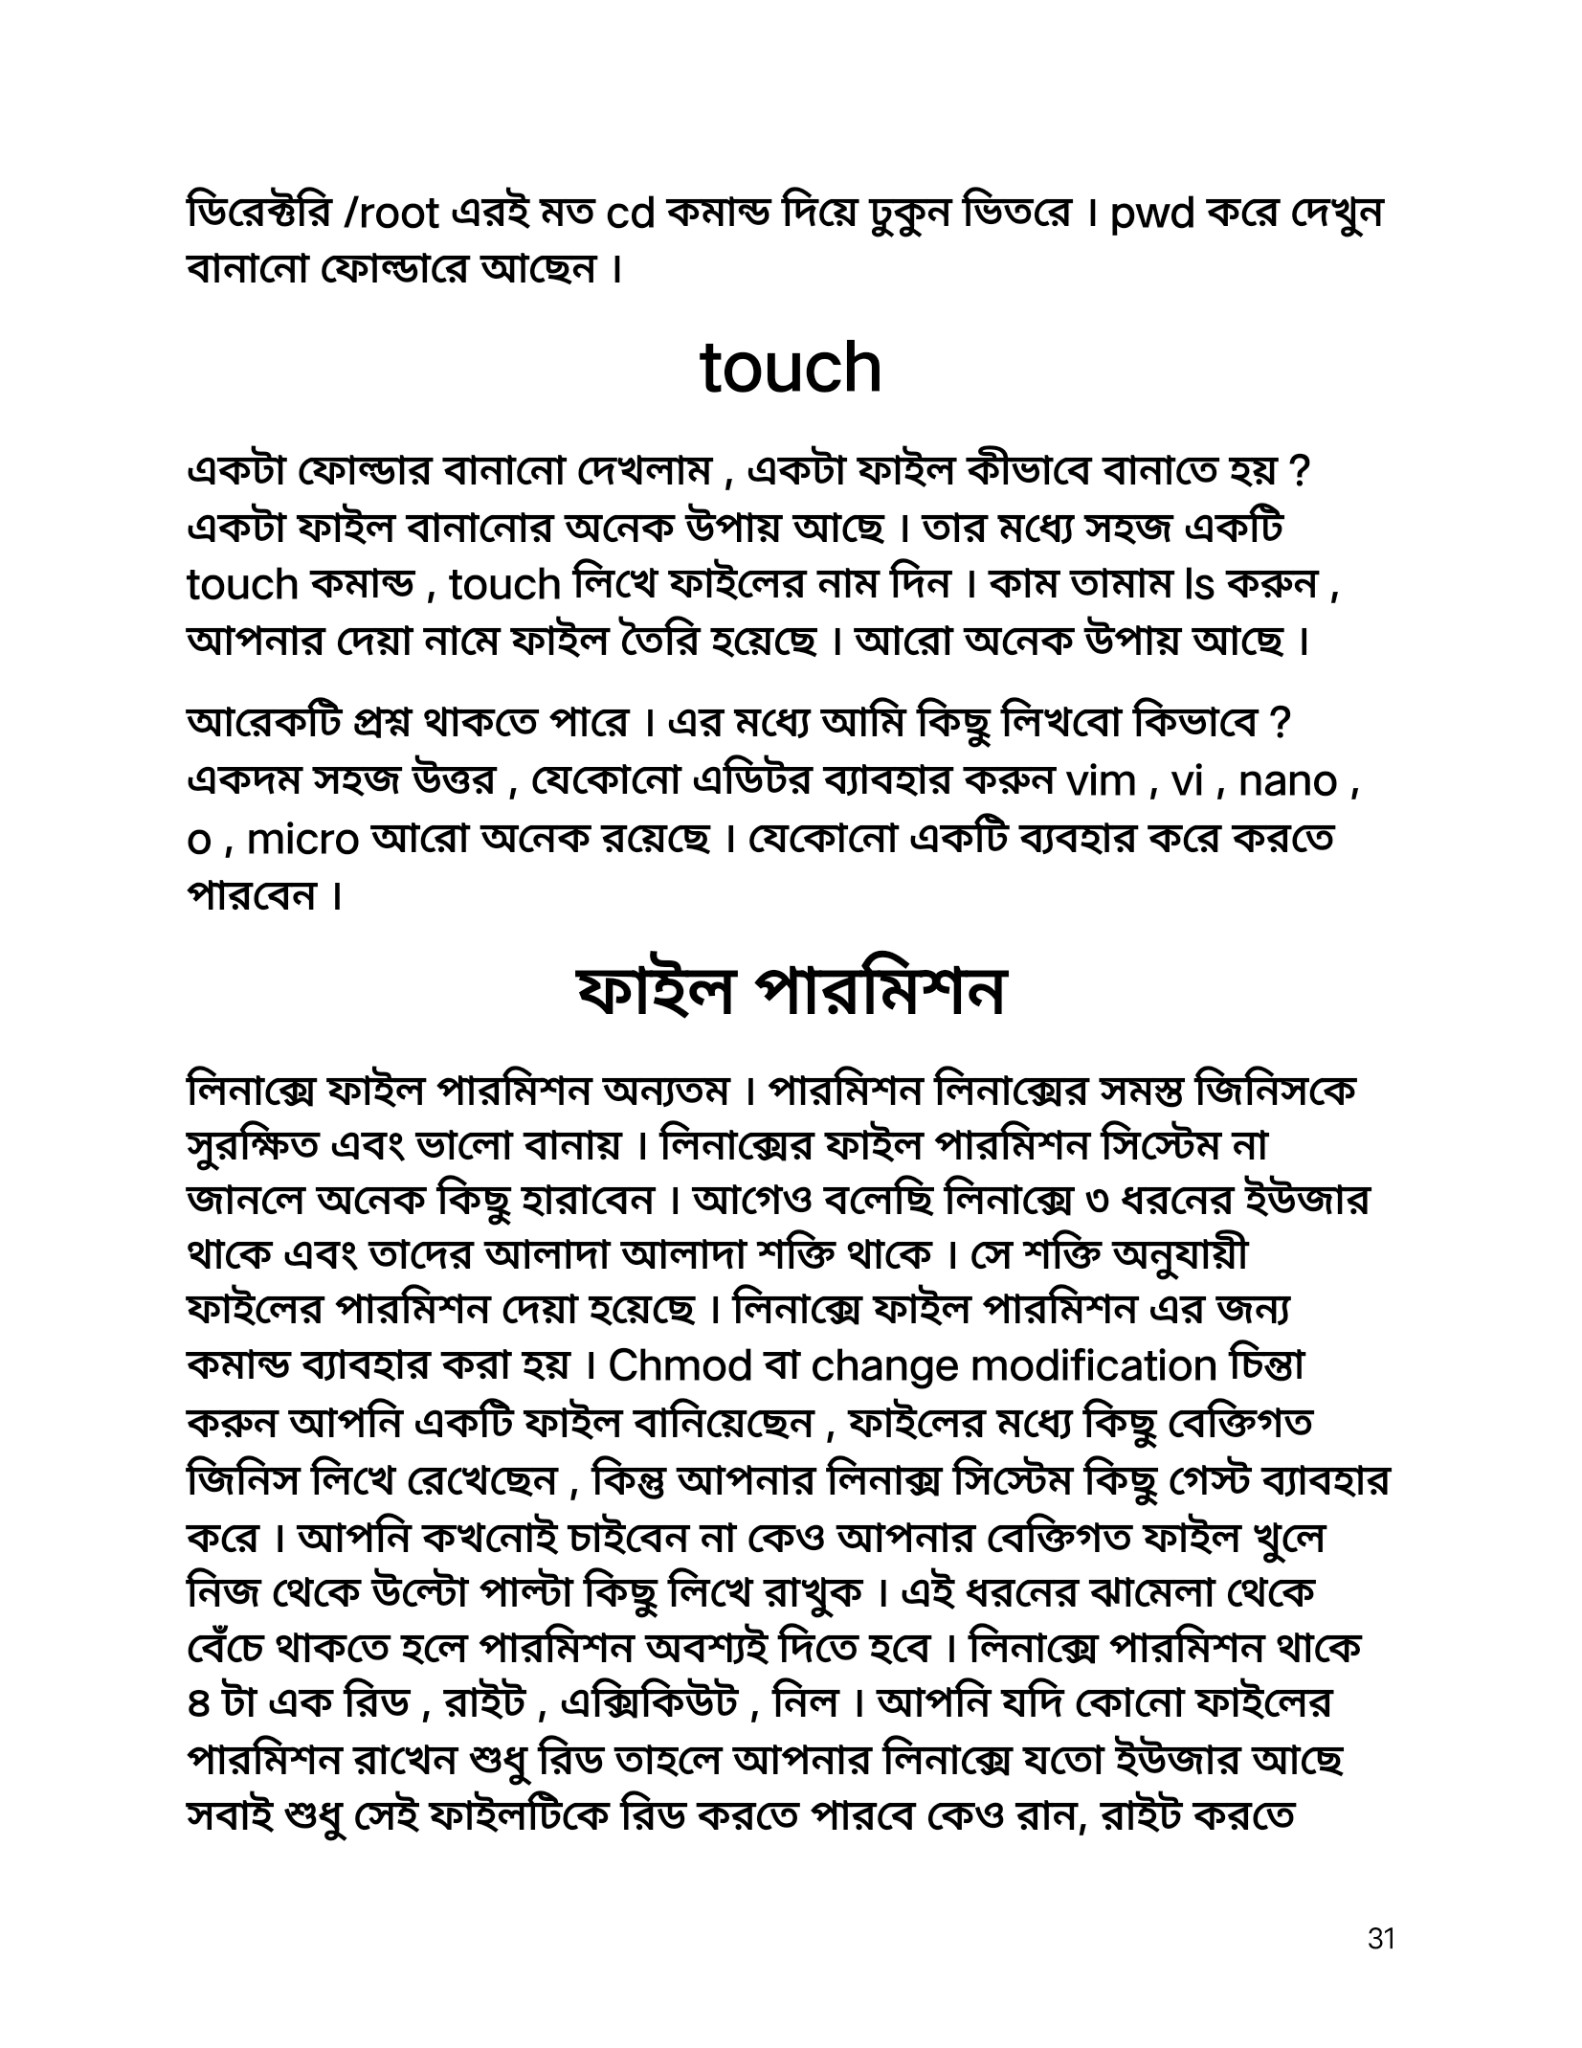 ডিরেক্টরি /root এরই মত cd কমান্ড দিয়ে ঢুকুন ভিতরে । pwd করে দেখুন
বানানো ফোল্ডারে আছেন ।
touch
একটা ফোল্ডার বানানো দেখলাম , একটা ফাইল কীভাবে বানাতে হয় ?
একটা ফাইল বানানোর অনেক উপায় আছে । তার মধ্যে সহজ একটি
touch কমান্ড , touch লিখে ফাইলের নাম দিন । কাম তামাম ls করুন ,
আপনার দেয়া নামে ফাইল তৈরি হয়েছে । আরো অনেক উপায় আছে ।
আরেকটি প্রশ্ন থাকতে পারে । এর মধ্যে আমি কিছু লিখবো কিভাবে ?
একদম সহজ উত্তর , যেকোনো এডিটর ব্যাবহার করুন vim , vi , nano ,
o , micro আরো অনেক রয়েছে । যেকোনো একটি ব্যবহার করে করতে
পারবেন ।
ফাইল পারমিশন
লিনাক্সে ফাইল পারমিশন অন্যতম । পারমিশন লিনাক্সের সমস্ত জিনিসকে
সুরক্ষিত এবং ভালো বানায় । লিনাক্সের ফাইল পারমিশন সিস্টেম না
জানলে অনেক কিছু হারাবেন । আগেও বলেছি লিনাক্সে ৩ ধরনের ইউজার
থাকে এবং তাদের আলাদা আলাদা শক্তি থাকে । সে শক্তি অনুযায়ী
ফাইলের পারমিশন দেয়া হয়েছে । লিনাক্সে ফাইল পারমিশন এর জন্য
কমান্ড ব্যাবহার করা হয় । Chmod বা change modification চিন্তা
করুন আপনি একটি ফাইল বানিয়েছেন , ফাইলের মধ্যে কিছু বেক্তিগত
জিনিস লিখে রেখেছেন , কিন্তু আপনার লিনাক্স সিস্টেম কিছু গেস্ট ব্যাবহার
করে । আপনি কখনোই চাইবেন না কেও আপনার বেক্তিগত ফাইল খুলে
নিজ থেকে উল্টো পাল্টা কিছু লিখে রাখুক । এই ধরনের ঝামেলা থেকে
বেঁচে থাকতে হলে পারমিশন অবশ্যই দিতে হবে । লিনাক্সে পারমিশন থাকে
৪ টা এক রিড , রাইট , এক্সিকিউট , নিল । আপনি যদি কোনো ফাইলের
পারমিশন রাখেন শুধু রিড তাহলে আপনার লিনাক্সে যতো ইউজার আছে
সবাই শুধু সেই ফাইলটিকে রিড করতে পারবে কেও রান, রাইট করতে
31